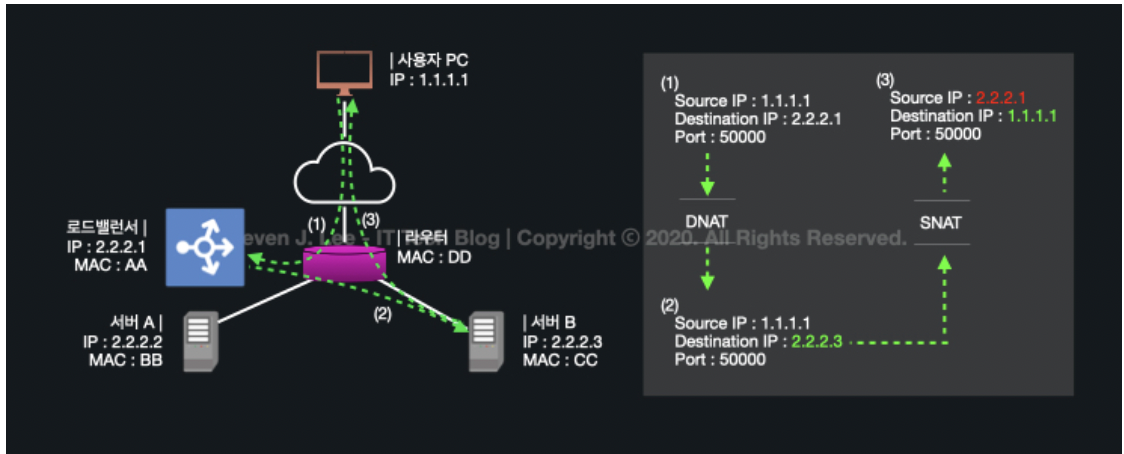 | 사용자 PC
IP : 1.1.1.1
로드밸런서 |
IP : 2.2.2.1
MAC : AA
(1)
(3)
| 라우터
MAC : DD
(2)
서버 A |
IP : 2.2.2.2
MAC : BB
| 서버 B
IP : 2.2.2.3
MAC : CC
even J. Lee - IT Tech Blog | Copyright © 2020. All Rights Reserved.
(1)
Source IP : 1.1.1.1
Destination IP : 2.2.2.1
Port : 50000
DNAT
(2)
Source IP : 1.1.1.1
Destination IP : 2.2.2.3
Port : 50000
(3)
Source IP : 2.2.2.1
Destination IP : 1.1.1.1
Port : 50000
SNAT